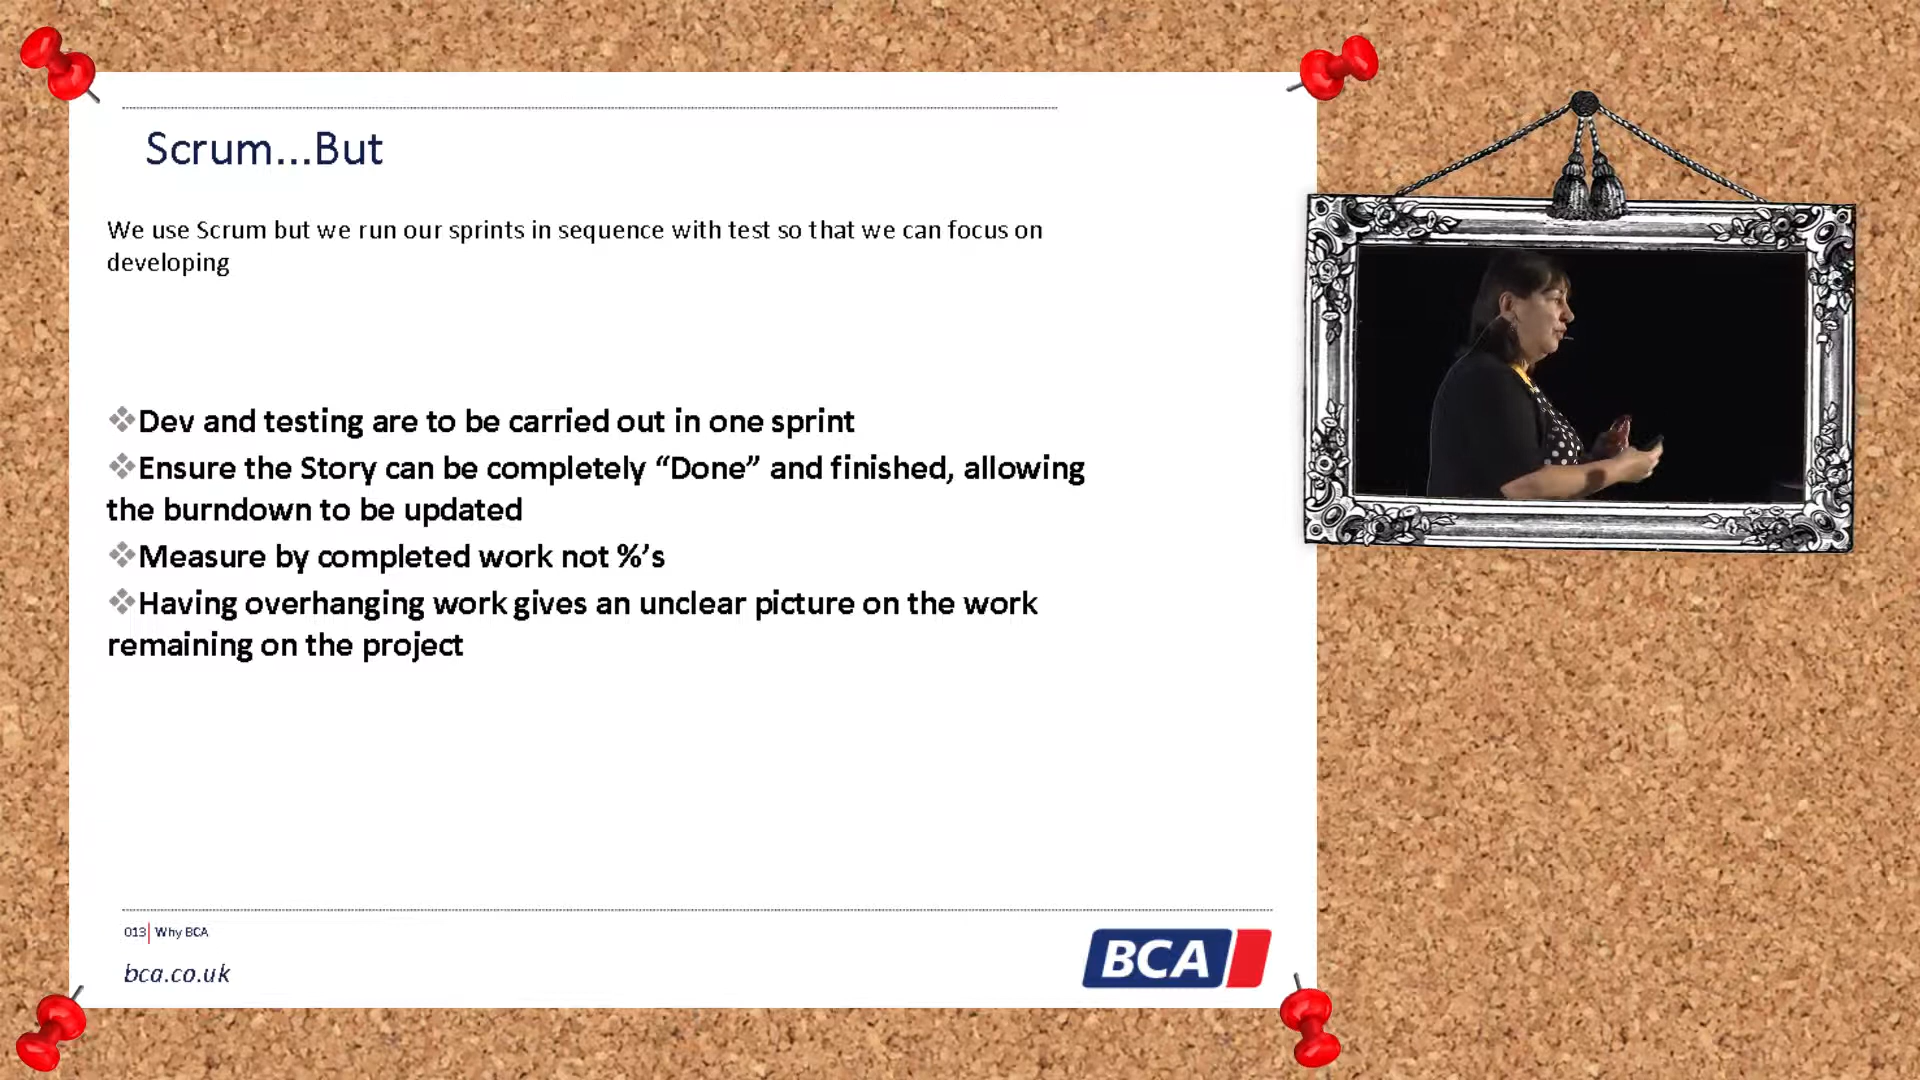 Scrum...But
We use Scrum but we run our sprints in sequence with test so that we can focus on
developing
❖Dev and testing are to be carried out in one sprint
❖Ensure the Story can be completely “Done” and finished, allowing
the burndown to be updated
❖Measure by completed work not %’s
❖Having overhanging work gives an unclear picture on the work
remaining on the project
013 Why BCA
bca.co.uk
BCA